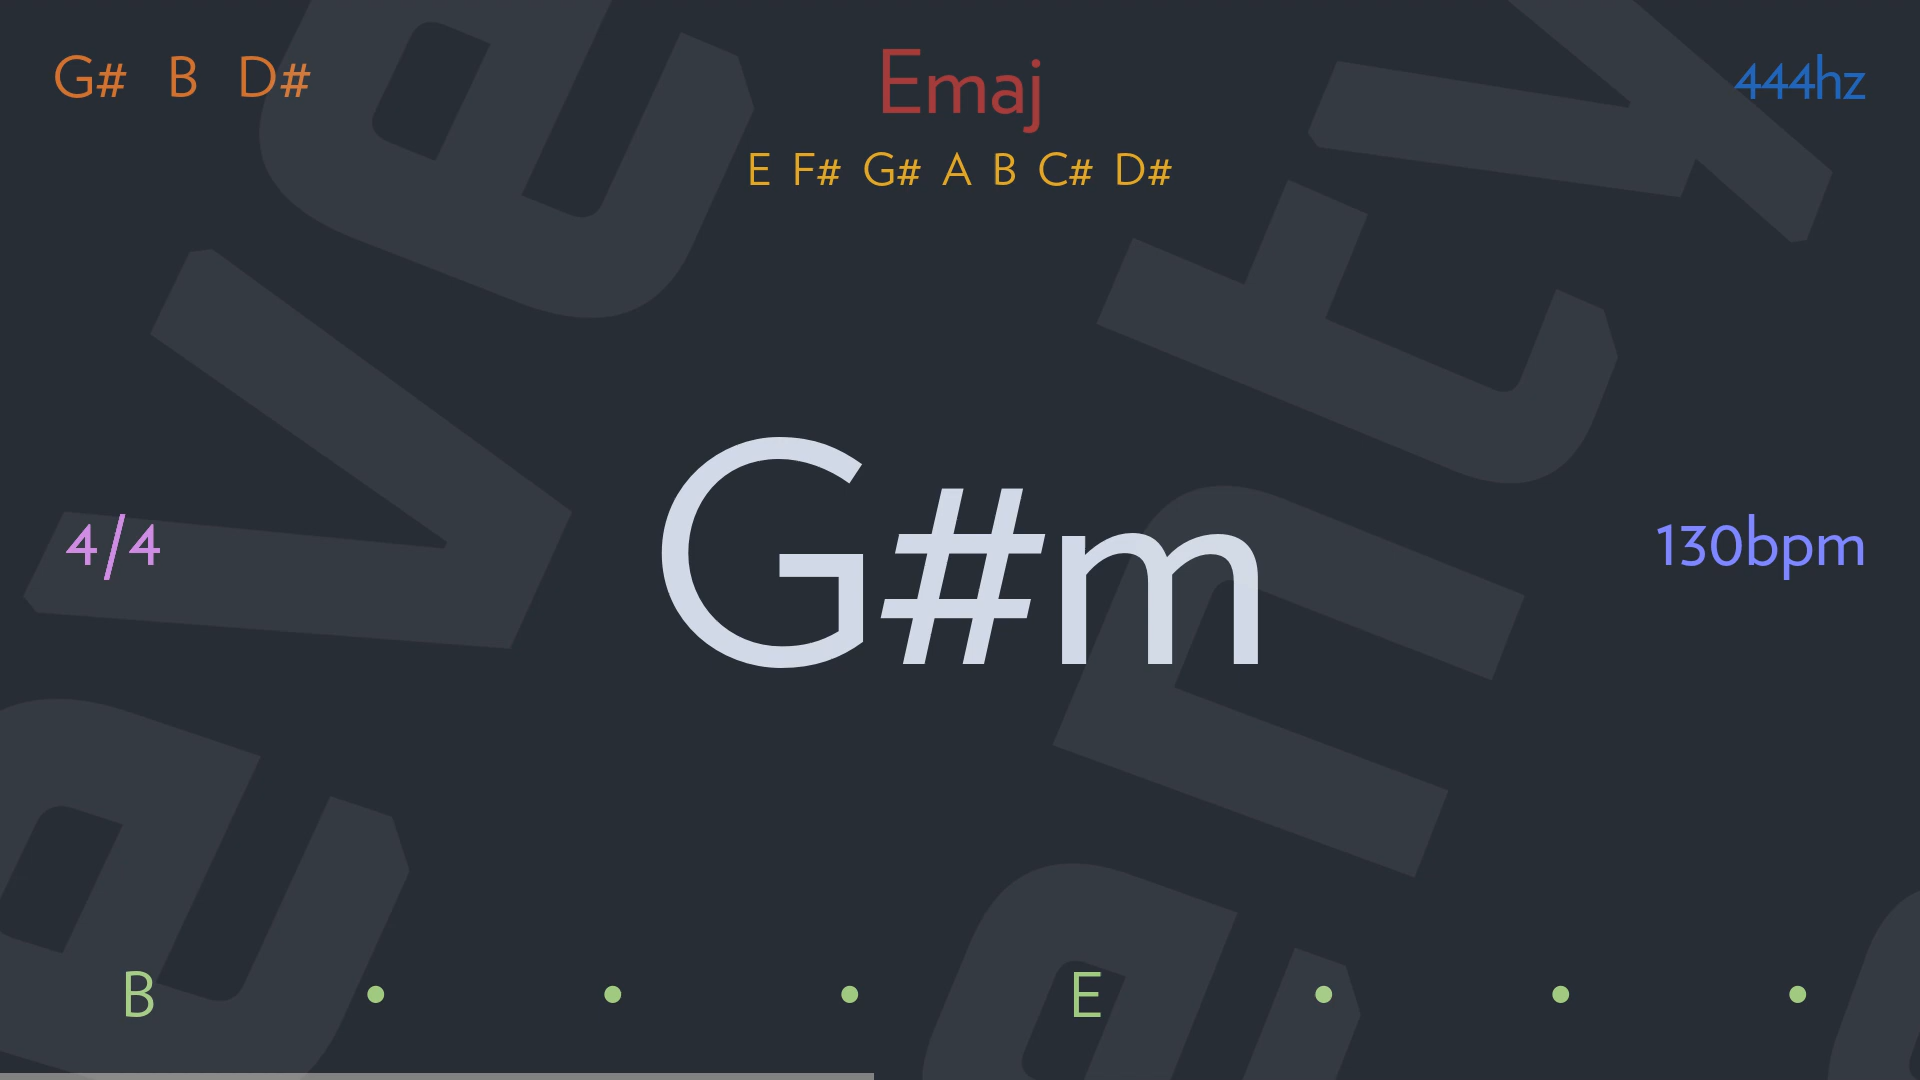 G# B D#
Emaj
444hz
E F# G# A B C# D#
4/4
G#m
130bpm
B • • • E • • •